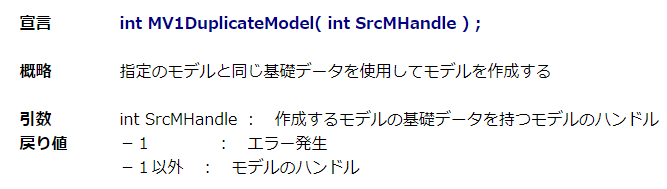 宣言 int MV1DuplicateModel( int SrcMHandle ) ;
概略 指定のモデルと同じ基礎データを使用してモデルを作成する
引数 int SrcMHandle : 作成するモデルの基礎データを持つモデルのハンドル
戻り値 －１ : エラー発生
－１以外 : モデルのハンドル